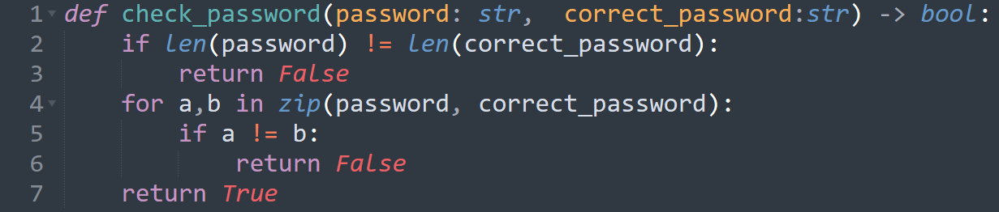 1 def check_password(password: str,  correct_password:str) -> bool:
2     if len(password) != len(correct_password):
3         return False
4     for a,b in zip(password, correct_password):
5         if a != b:
6             return False
7     return True